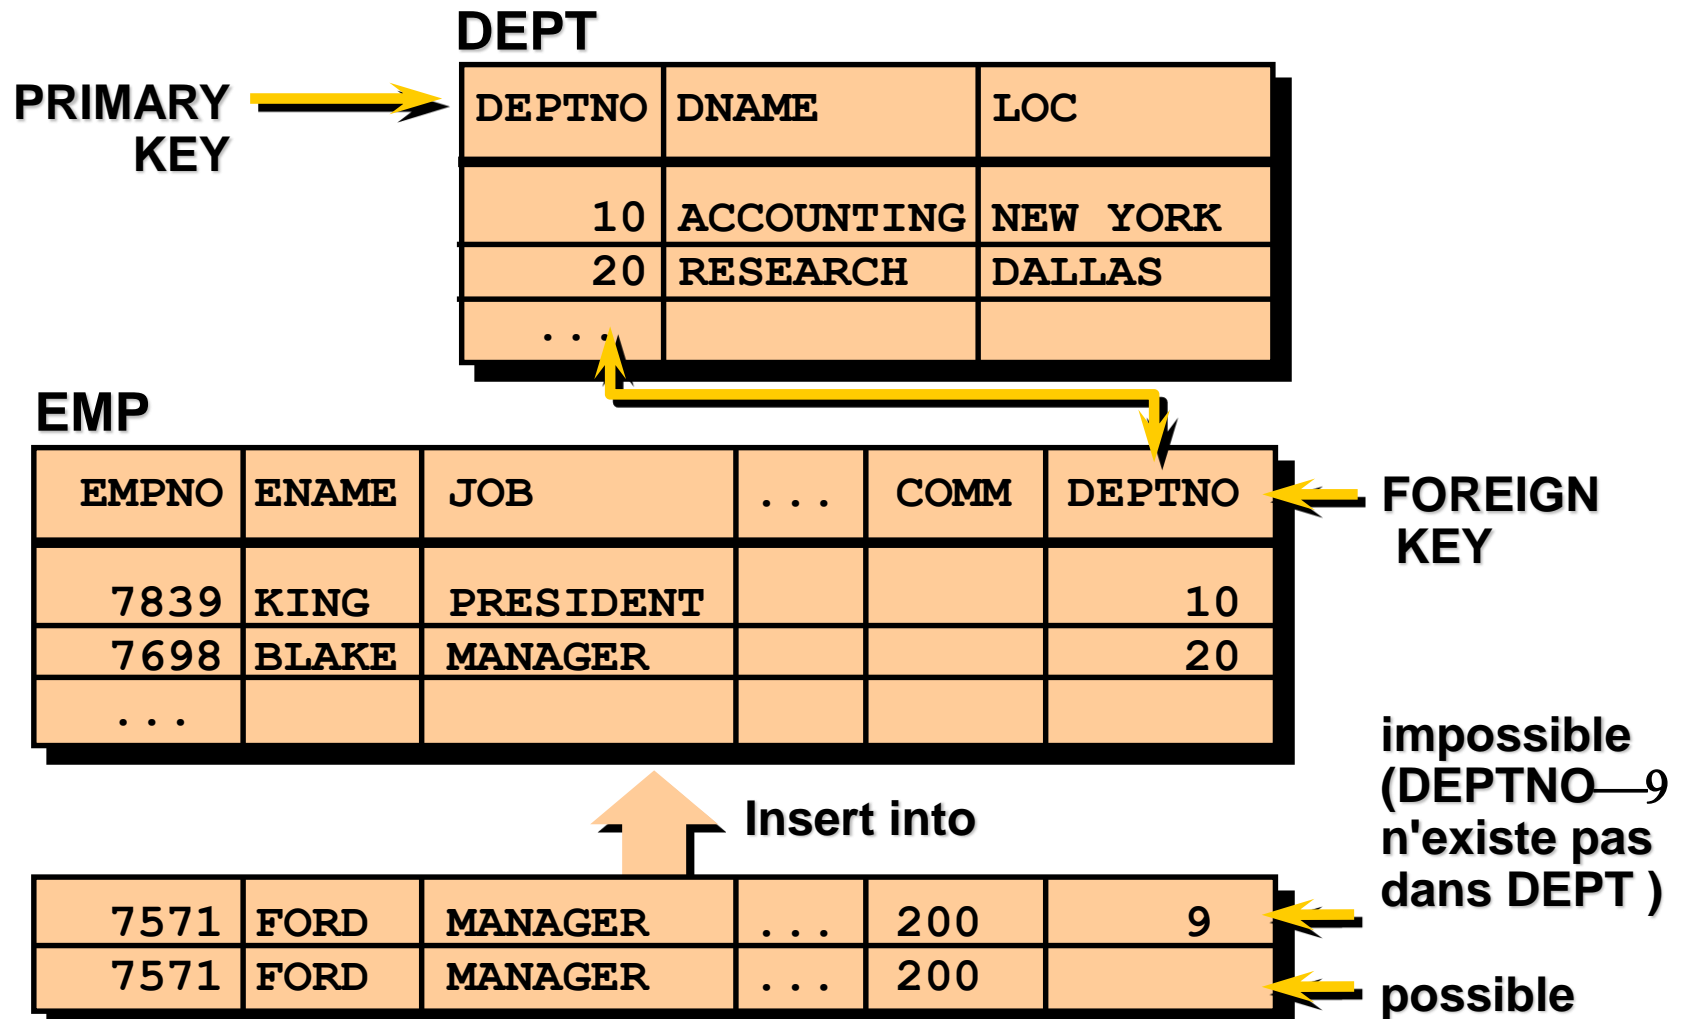 DEPT
PRIMARY
KEY
DEPTNO DNAME LOC
10 ACCOUNTING NEW YORK
20 RESEARCH DALLAS
...
EMP
EMPNO ENAME JOB ... COMM DEPTNO
FOREIGN
KEY
7839 KING PRESIDENT 10
7698 BLAKE MANAGER 20
...
Insert into
impossible
(DEPTNO—9
n'existe pas
dans DEPT )
7571 FORD MANAGER ... 200 9
7571 FORD MANAGER ... 200
possible